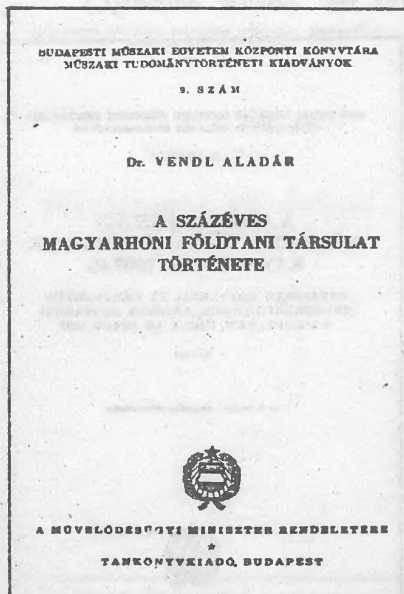 BUDAPESTI MŰSZAKI EGYETEM KÖZPONTI KÖNYVTÁRA
MŰSZAKI TUDOMÁNYTÖRTÉNETI KIADVÁNYOK
9. SZÁM
Dr. VENDL ALADÁR
A SZÁZÉVES
MAGYARHONI FÖLDTANI TÁRSULAT
TÖRTÉNETE
A MŰVELŐDÉSÜGYI MINISZTER RENDELETÉRE
*
TANKÖNYVKIADÓ, BUDAPEST